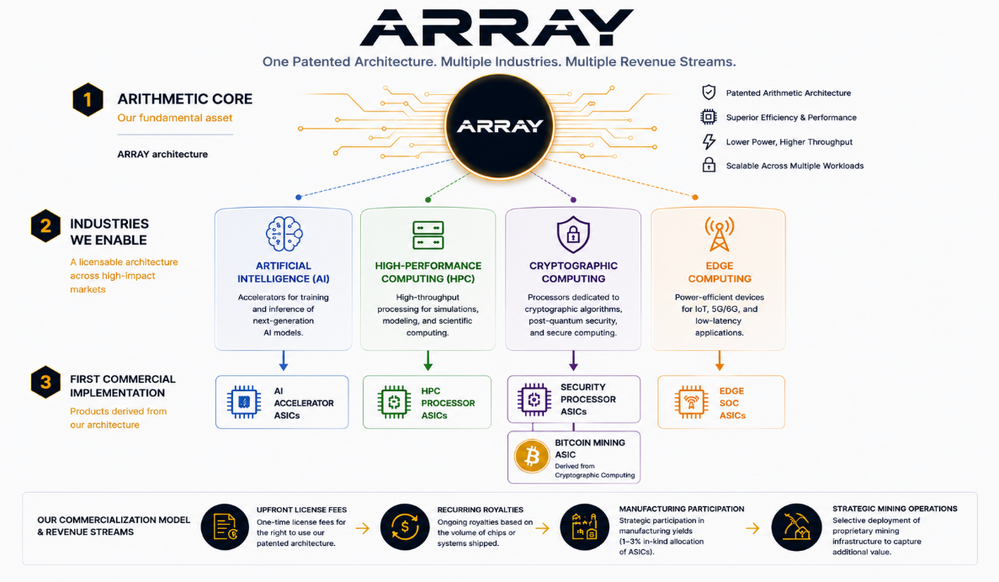 ARRAY
One Patented Architecture. Multiple Industries. Multiple Revenue Streams.
1
ARITHMETIC CORE
Our fundamental asset
ARRAY architecture
ARRAY
Patented Arithmetic Architecture
Superior Efficiency & Performance
Lower Power, Higher Throughput
Scalable Across Multiple Workloads
2
INDUSTRIES
WE ENABLE
A licensable architecture
across high-impact
markets
ARTIFICIAL
INTELLIGENCE (AI)
Accelerators for training
and inference of
next-generation
AI models.
HIGH-PERFORMANCE
COMPUTING (HPC)
High-throughput
processing for simulations,
modeling, and scientific
computing.
CRYPTOGRAPHIC
COMPUTING
Processors dedicated to
cryptographic algorithms,
post-quantum security,
and secure computing.
EDGE
COMPUTING
Power-efficient devices
for IoT, 5G/6G, and
low-latency
applications.
3
FIRST COMMERCIAL
IMPLEMENTATION
Products derived from
our architecture
AI
ACCELERATOR
ASICs
HPC
PROCESSOR
ASICs
SECURITY
PROCESSOR
ASICs
EDGE
SOC
ASICs
BITCOIN MINING
ASIC
Derived from
Cryptographic Computing
OUR COMMERCIALIZATION MODEL
& REVENUE STREAMS
UPFRONT LICENSE FEES
One-time license fees for
the right to use our
patented architecture.
RECURRING ROYALTIES
Ongoing royalties based on
the volume of chips or
systems shipped.
MANUFACTURING PARTICIPATION
Strategic participation in
manufacturing yields
(1–3% in-kind allocation
of ASICs).
STRATEGIC MINING OPERATIONS
Selective deployment of
proprietary mining
infrastructure to capture
additional value.